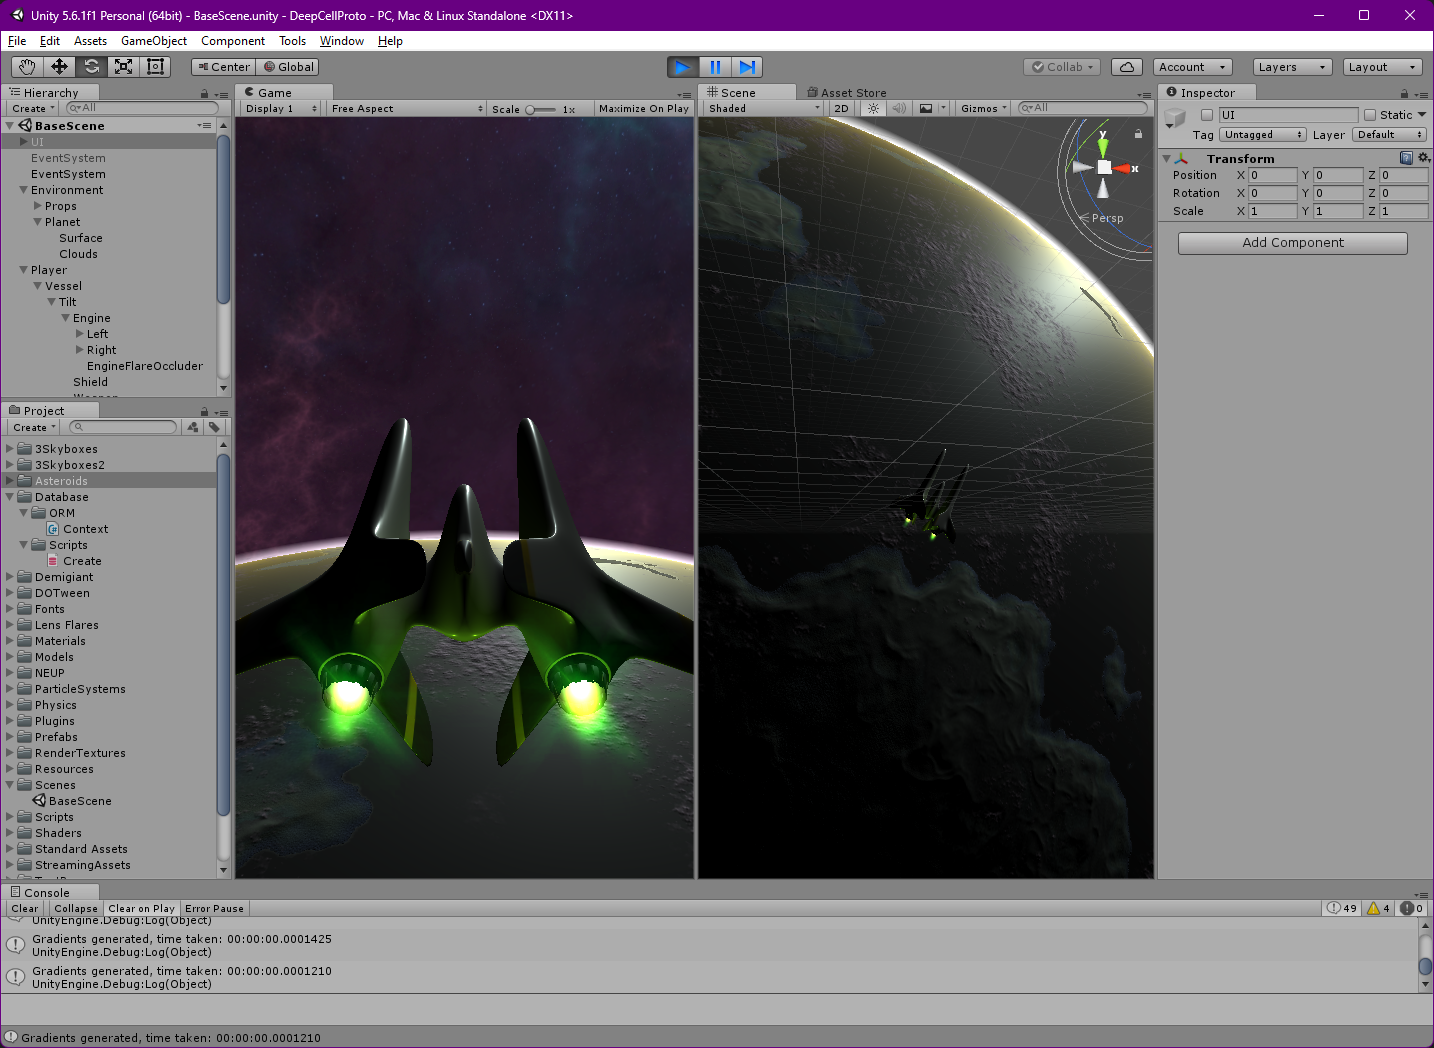 Unity 5.6.1f1 Personal (64bit) - BaseScene.unity - DeepCellProto - PC, Mac & Linux Standalone <DX11>
File Edit Assets GameObject Component Tools Window Help
Center Global Collab Account Layers Layout
Hierarchy
Create All
BaseScene
UI
EventSystem
EventSystem
Environment
Props
Planet
Surface
Clouds
Player
Vessel
Tilt
Engine
Left
Right
EngineFlareOccluder
Shield
Project
Create
3Skyboxes
3Skyboxes2
Asteroids
Database
ORM
Context
Scripts
Create
Demigiant
DOTween
Fonts
Lens Flares
Materials
Models
NEUP
ParticleSystems
Physics
Plugins
Prefabs
RenderTextures
Resources
Scenes
BaseScene
Scripts
Shaders
Standard Assets
StreamingAssets
Game
Display 1 Free Aspect Scale 1x Maximize On Play
Scene Asset Store
Shaded 2D Gizmos All
y
x
Persp
Inspector
UI Static
Tag Untagged Layer Default
Transform
Position X 0 Y 0 Z 0
Rotation X 0 Y 0 Z 0
Scale X 1 Y 1 Z 1
Add Component
Console
Clear Collapse Clear on Play Error Pause 49 4 0
UnityEngine.Debug:Log(Object)
Gradients generated, time taken: 00:00:00.0001425
UnityEngine.Debug:Log(Object)
Gradients generated, time taken: 00:00:00.0001210
UnityEngine.Debug:Log(Object)
Gradients generated, time taken: 00:00:00.0001210